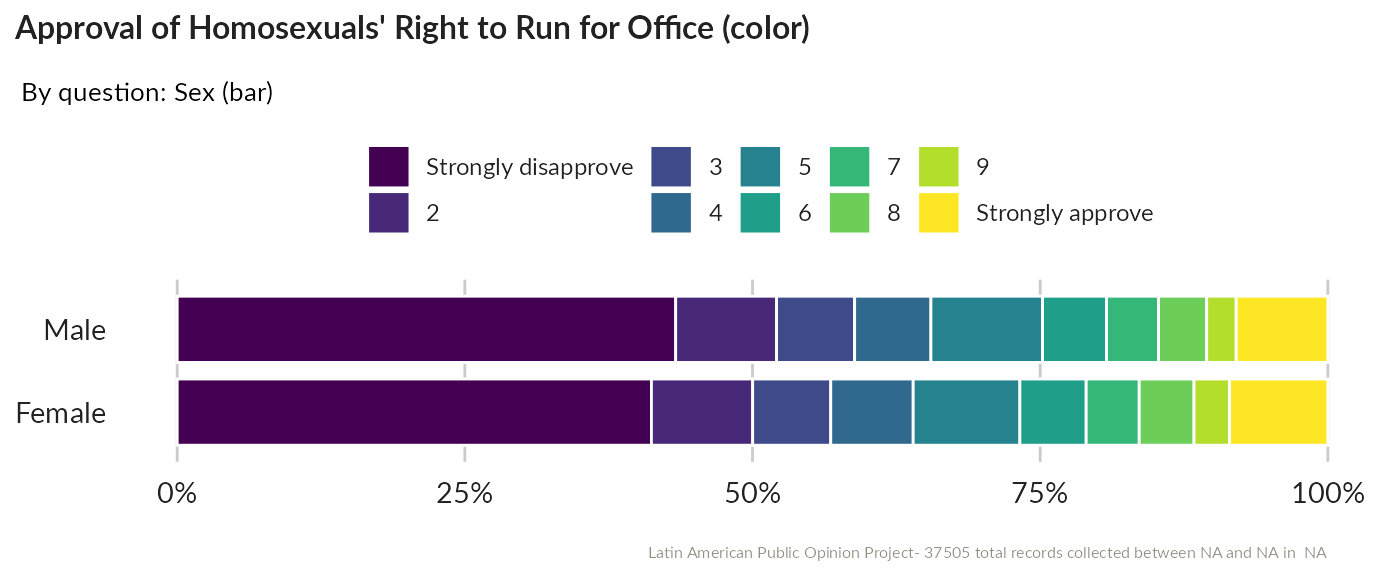 Approval of Homosexuals' Right to Run for Office (color)
By question: Sex (bar)
Strongly disapprove 3 5 7 9
2 4 6 8 Strongly approve
Male
Female
0% 25% 50% 75% 100%
Latin American Public Opinion Project- 37505 total records collected between NA and NA in  NA